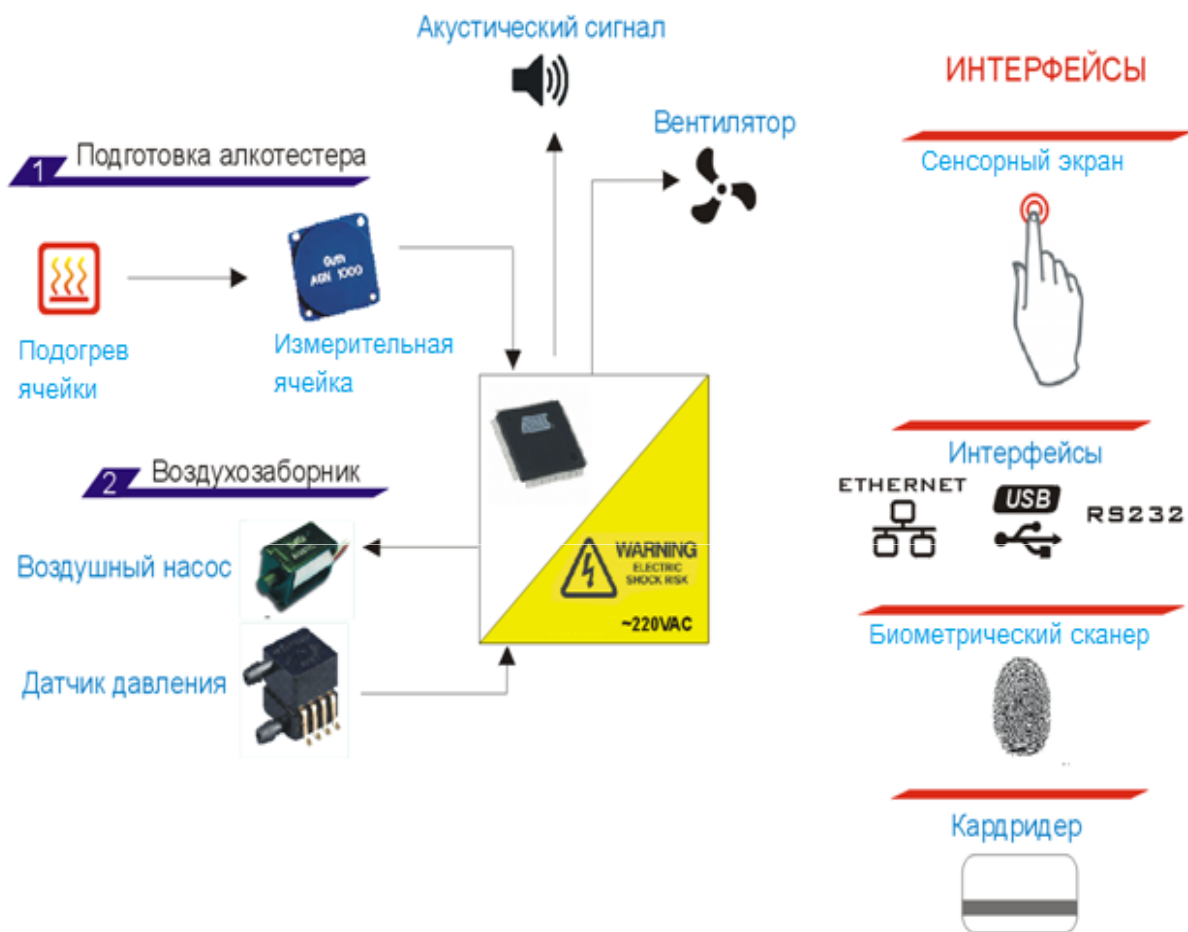 Акустический сигнал
ИНТЕРФЕЙСЫ
Вентилятор
1 Подготовка алкотестера
Сенсорный экран
Guth
AGN 1000
Подогрев
ячейки
Измерительная
ячейка
Интерфейсы
ETHERNET
USB
RS232
2 Воздухозаборник
Воздушный насос
WARNING
ELECTRIC
SHOCK RISK
~220VAC
Биометрический сканер
Датчик давления
Кардридер